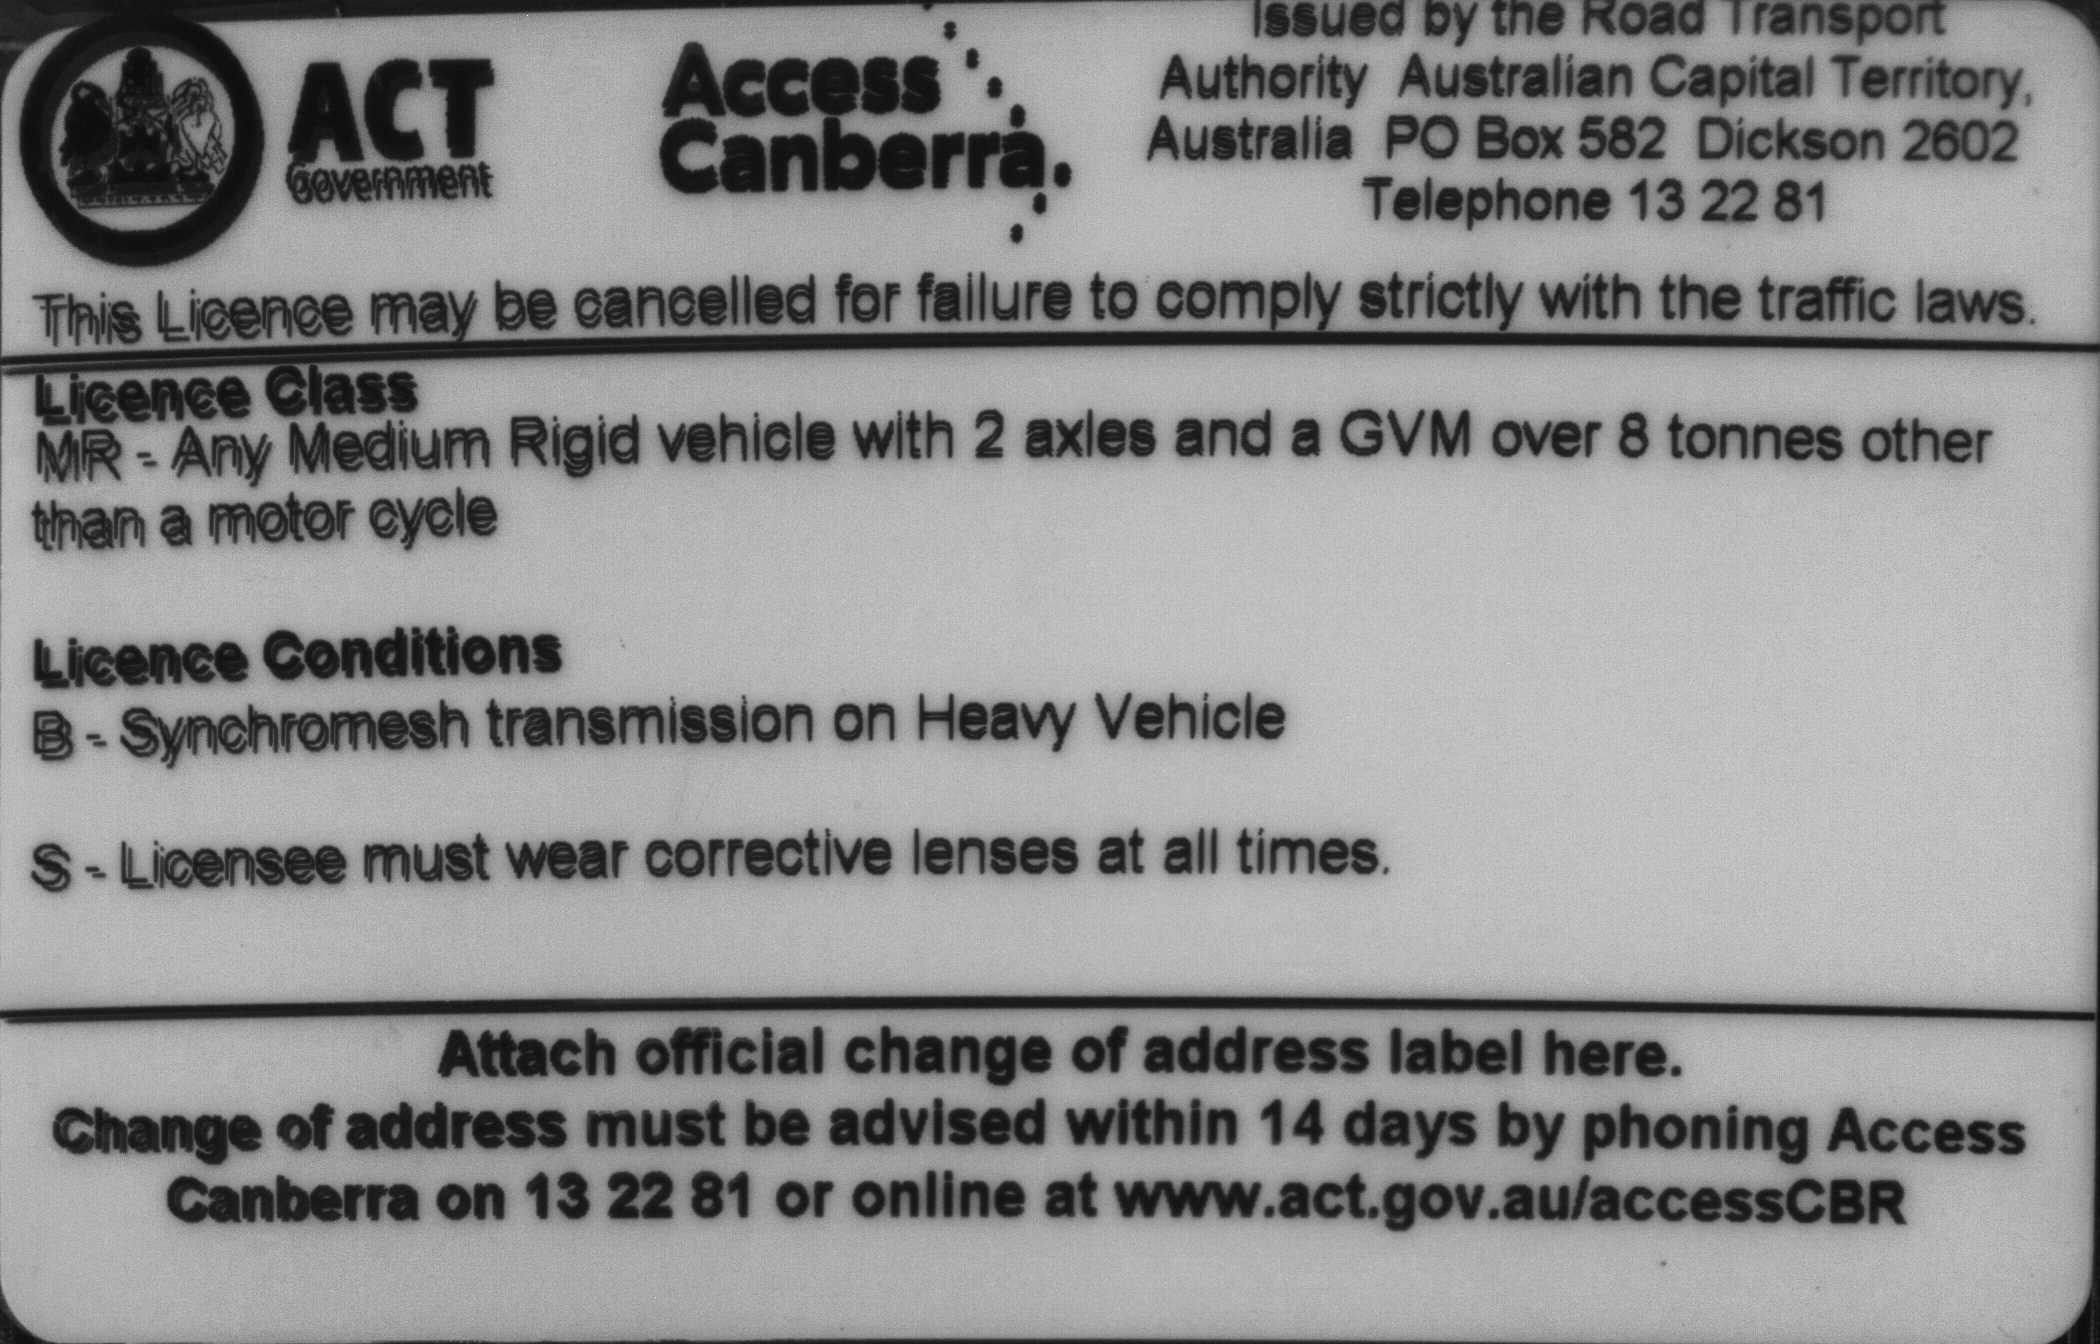 ACT
Government
Access
Canberra.
Issued by the Road Transport
Authority Australian Capital Territory,
Australia PO Box 582 Dickson 2602
Telephone 13 22 81
This Licence may be cancelled for failure to comply strictly with the traffic laws.
Licence Class
MR - Any Medium Rigid vehicle with 2 axles and a GVM over 8 tonnes other
than a motor cycle
Licence Conditions
B - Synchromesh transmission on Heavy Vehicle
S - Licensee must wear corrective lenses at all times.
Attach official change of address label here.
Change of address must be advised within 14 days by phoning Access
Canberra on 13 22 81 or online at www.act.gov.au/accessCBR